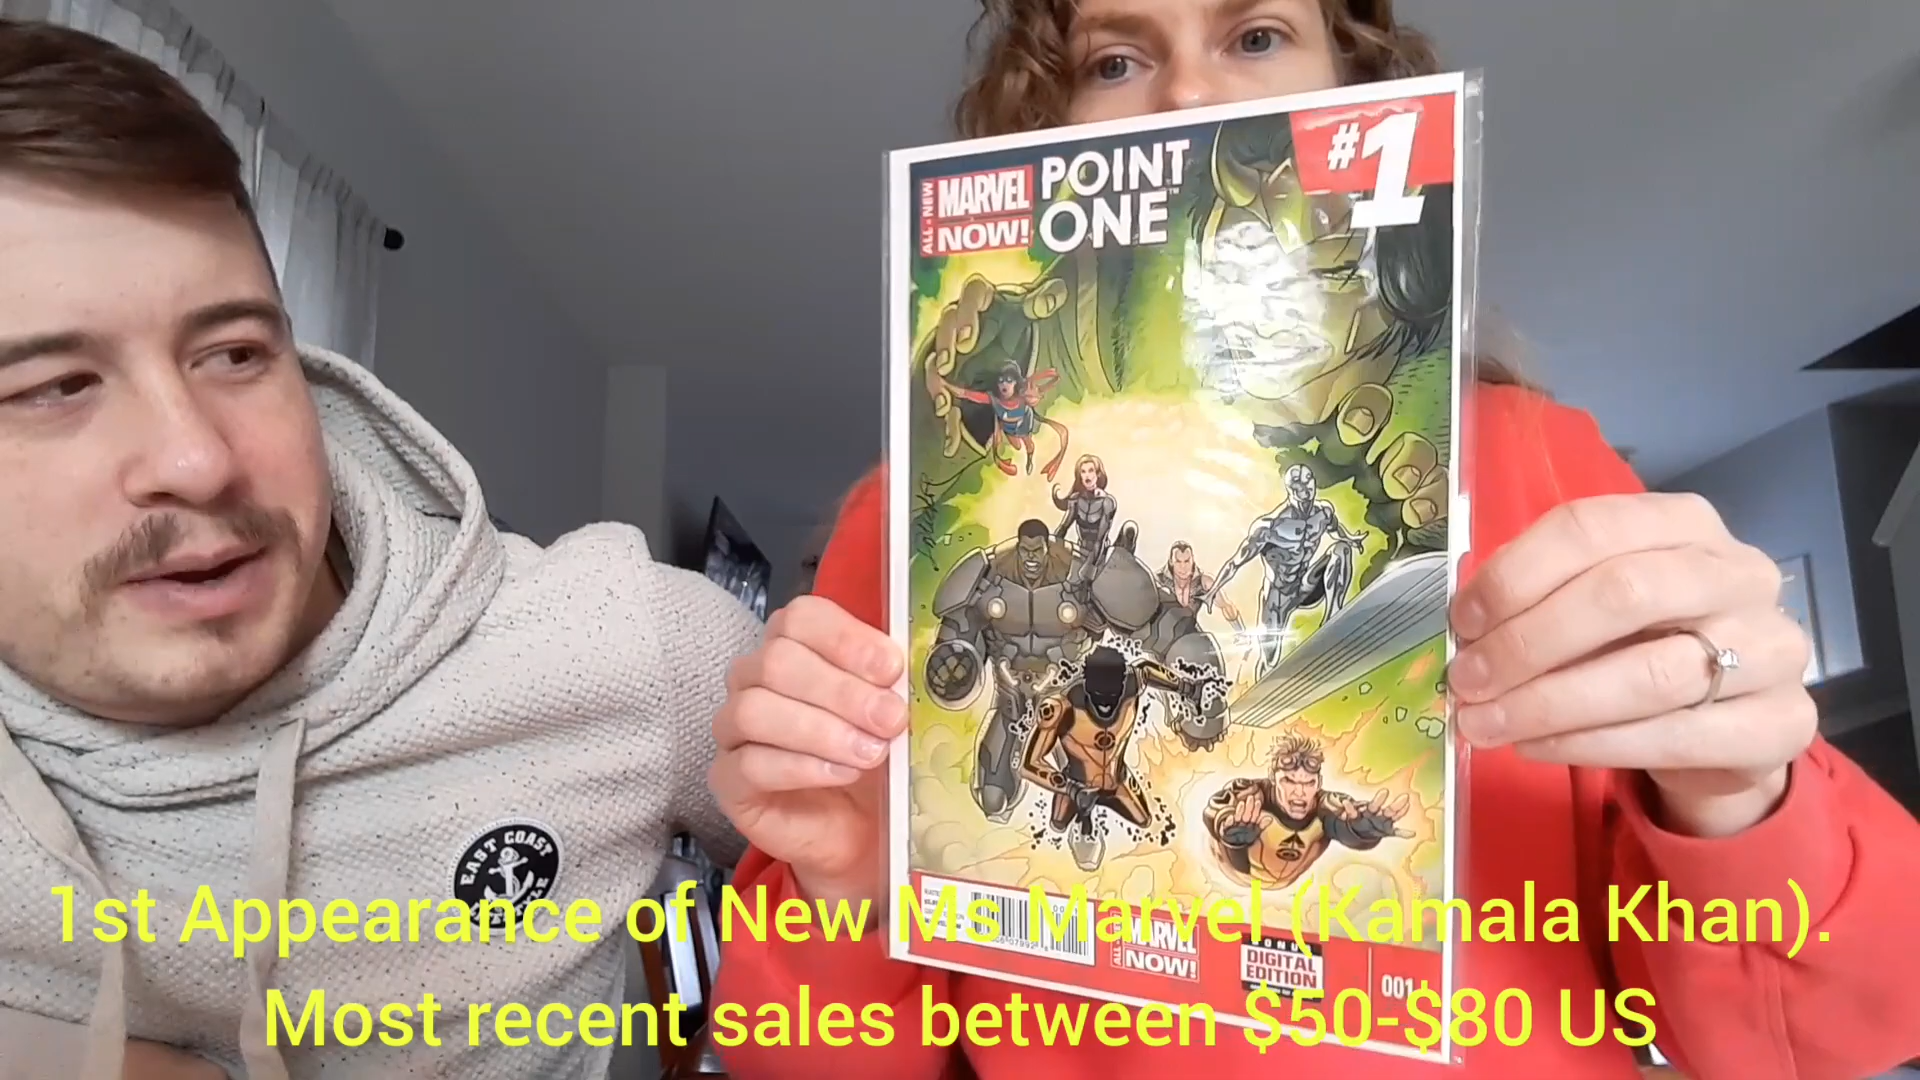 #1
ALL-NEW
MARVEL
NOW!
POINT
ONE
EAST COAST
1st Appearance of New Ms Marvel (Kamala Khan).
Most recent sales between $50-$80 US
MARVEL
NOW!
BONUS
DIGITAL
EDITION
001